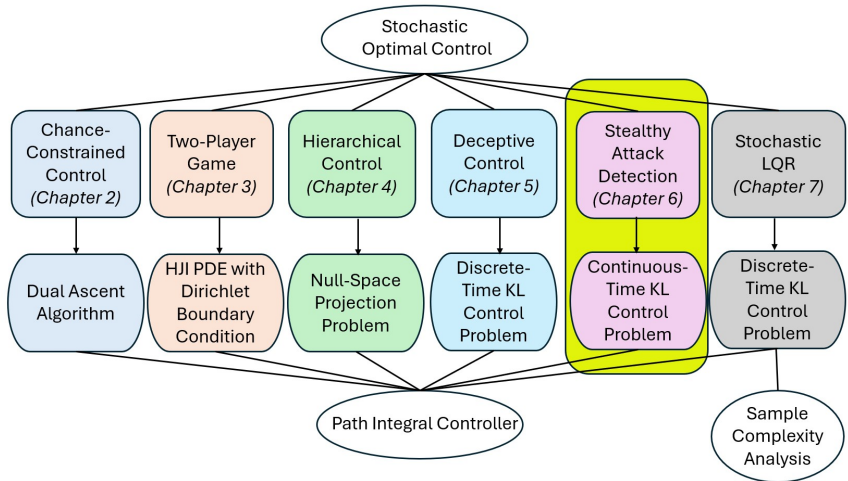 Stochastic
Optimal Control
Chance-
Constrained
Control
(Chapter 2)
Two-Player
Game
(Chapter 3)
Hierarchical
Control
(Chapter 4)
Deceptive
Control
(Chapter 5)
Stealthy
Attack
Detection
(Chapter 6)
Stochastic
LQR
(Chapter 7)
Dual Ascent
Algorithm
HJI PDE with
Dirichlet
Boundary
Condition
Null-Space
Projection
Problem
Discrete-
Time KL
Control
Problem
Continuous-
Time KL
Control
Problem
Discrete-
Time KL
Control
Problem
Path Integral Controller
Sample
Complexity
Analysis